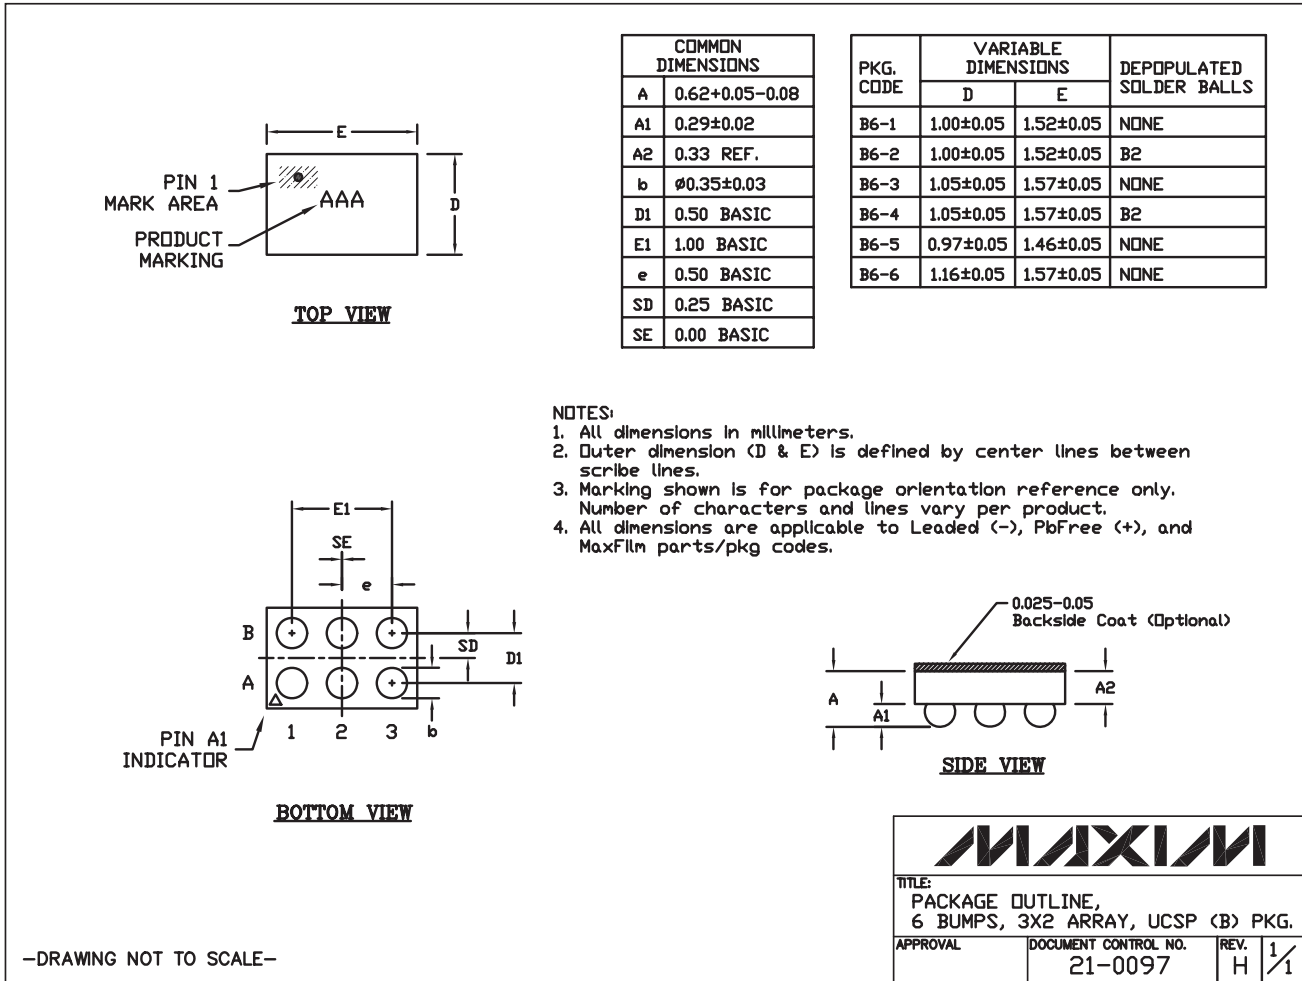 E
D
PIN 1
MARK AREA
AAA
PRODUCT
MARKING
TOP VIEW
COMMON
DIMENSIONS
A 0.62+0.05-0.08
A1 0.29±0.02
A2 0.33 REF.
b Ø0.35±0.03
D1 0.50 BASIC
E1 1.00 BASIC
e 0.50 BASIC
SD 0.25 BASIC
SE 0.00 BASIC
PKG. CODE VARIABLE DIMENSIONS DEPOPULATED SOLDER BALLS
D E
B6-1 1.00±0.05 1.52±0.05 NONE
B6-2 1.00±0.05 1.52±0.05 B2
B6-3 1.05±0.05 1.57±0.05 NONE
B6-4 1.05±0.05 1.57±0.05 B2
B6-5 0.97±0.05 1.46±0.05 NONE
B6-6 1.16±0.05 1.57±0.05 NONE
NOTES:
1. All dimensions in millimeters.
2. Outer dimension (D & E) is defined by center lines between
scribe lines.
3. Marking shown is for package orientation reference only.
Number of characters and lines vary per product.
4. All dimensions are applicable to Leaded (-), PbFree (+), and
MaxFilm parts/pkg codes.
E1
SE
e
B
SD
D1
A
1 2 3 b
PIN A1
INDICATOR
BOTTOM VIEW
0.025-0.05
Backside Coat (Optional)
A
A1
A2
SIDE VIEW
MAXIM
TITLE:
PACKAGE OUTLINE,
6 BUMPS, 3X2 ARRAY, UCSP (B) PKG.
APPROVAL
DOCUMENT CONTROL NO.
21-0097
REV.
H
1/1
-DRAWING NOT TO SCALE-